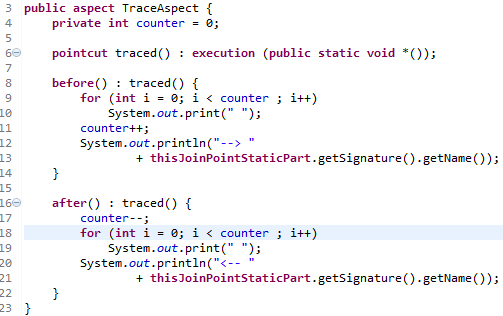 3 public aspect TraceAspect {
4     private int counter = 0;
5
6     pointcut traced() : execution (public static void *());
7
8     before() : traced() {
9         for (int i = 0; i < counter ; i++)
10             System.out.print(" ");
11         counter++;
12         System.out.println("--> "
13                 + thisJoinPointStaticPart.getSignature().getName());
14     }
15
16     after() : traced() {
17         counter--;
18         for (int i = 0; i < counter ; i++)
19             System.out.print(" ");
20         System.out.println("<-- "
21                 + thisJoinPointStaticPart.getSignature().getName());
22     }
23 }